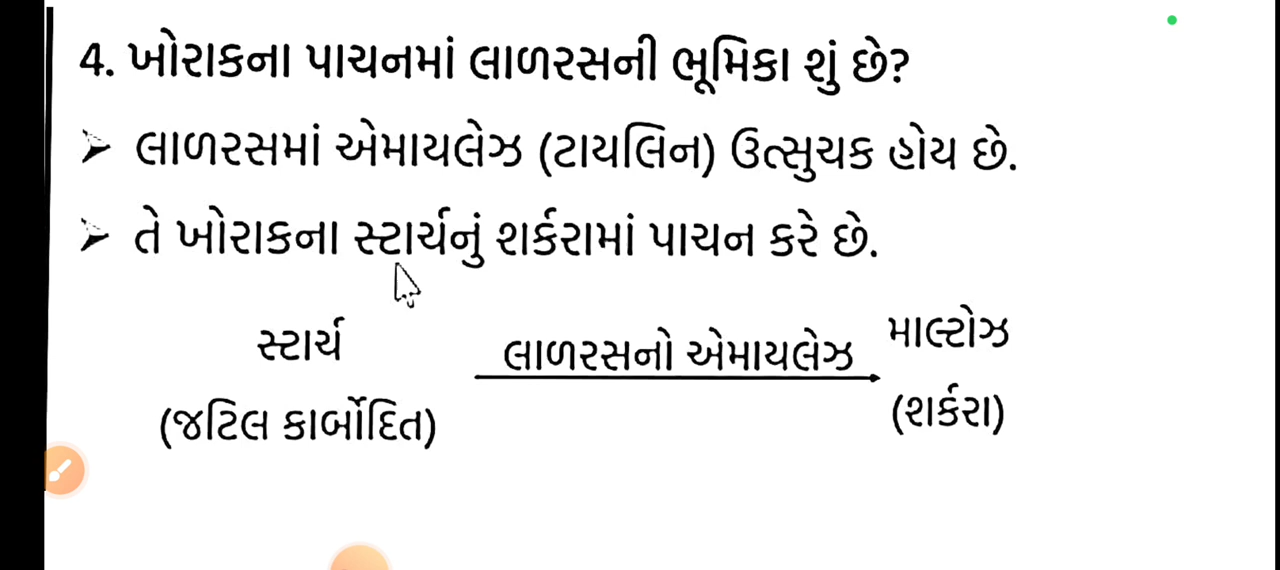 4. ખોરાકના પાચનમાં લાળરસની ભૂમિકા શું છે?
➢ લાળરસમાં એમાયલેઝ (ટાયલિન) ઉત્સુચક હોય છે.
➢ તે ખોરાકના સ્ટાર્ચનું શર્કરામાં પાચન કરે છે.
સ્ટાર્ચ લાળરસનો એમાયલેઝ માલ્ટોઝ
(જટિલ કાર્બોદિત) (શર્કરા)